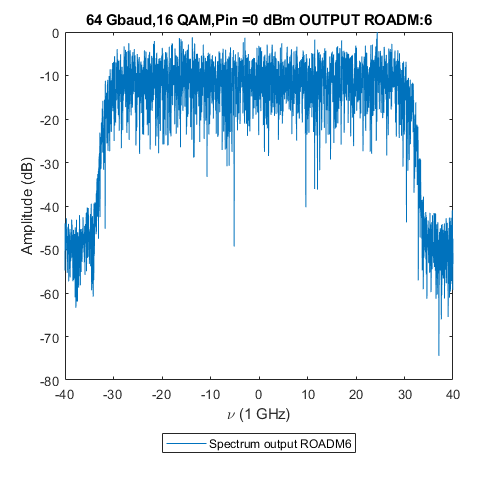 64 Gbaud,16 QAM,Pin =0 dBm OUTPUT ROADM:6
0
-10
-20
-30
-40
-50
-60
-70
-80
Amplitude (dB)
-40 -30 -20 -10 0 10 20 30 40
ν (1 GHz)
Spectrum output ROADM6